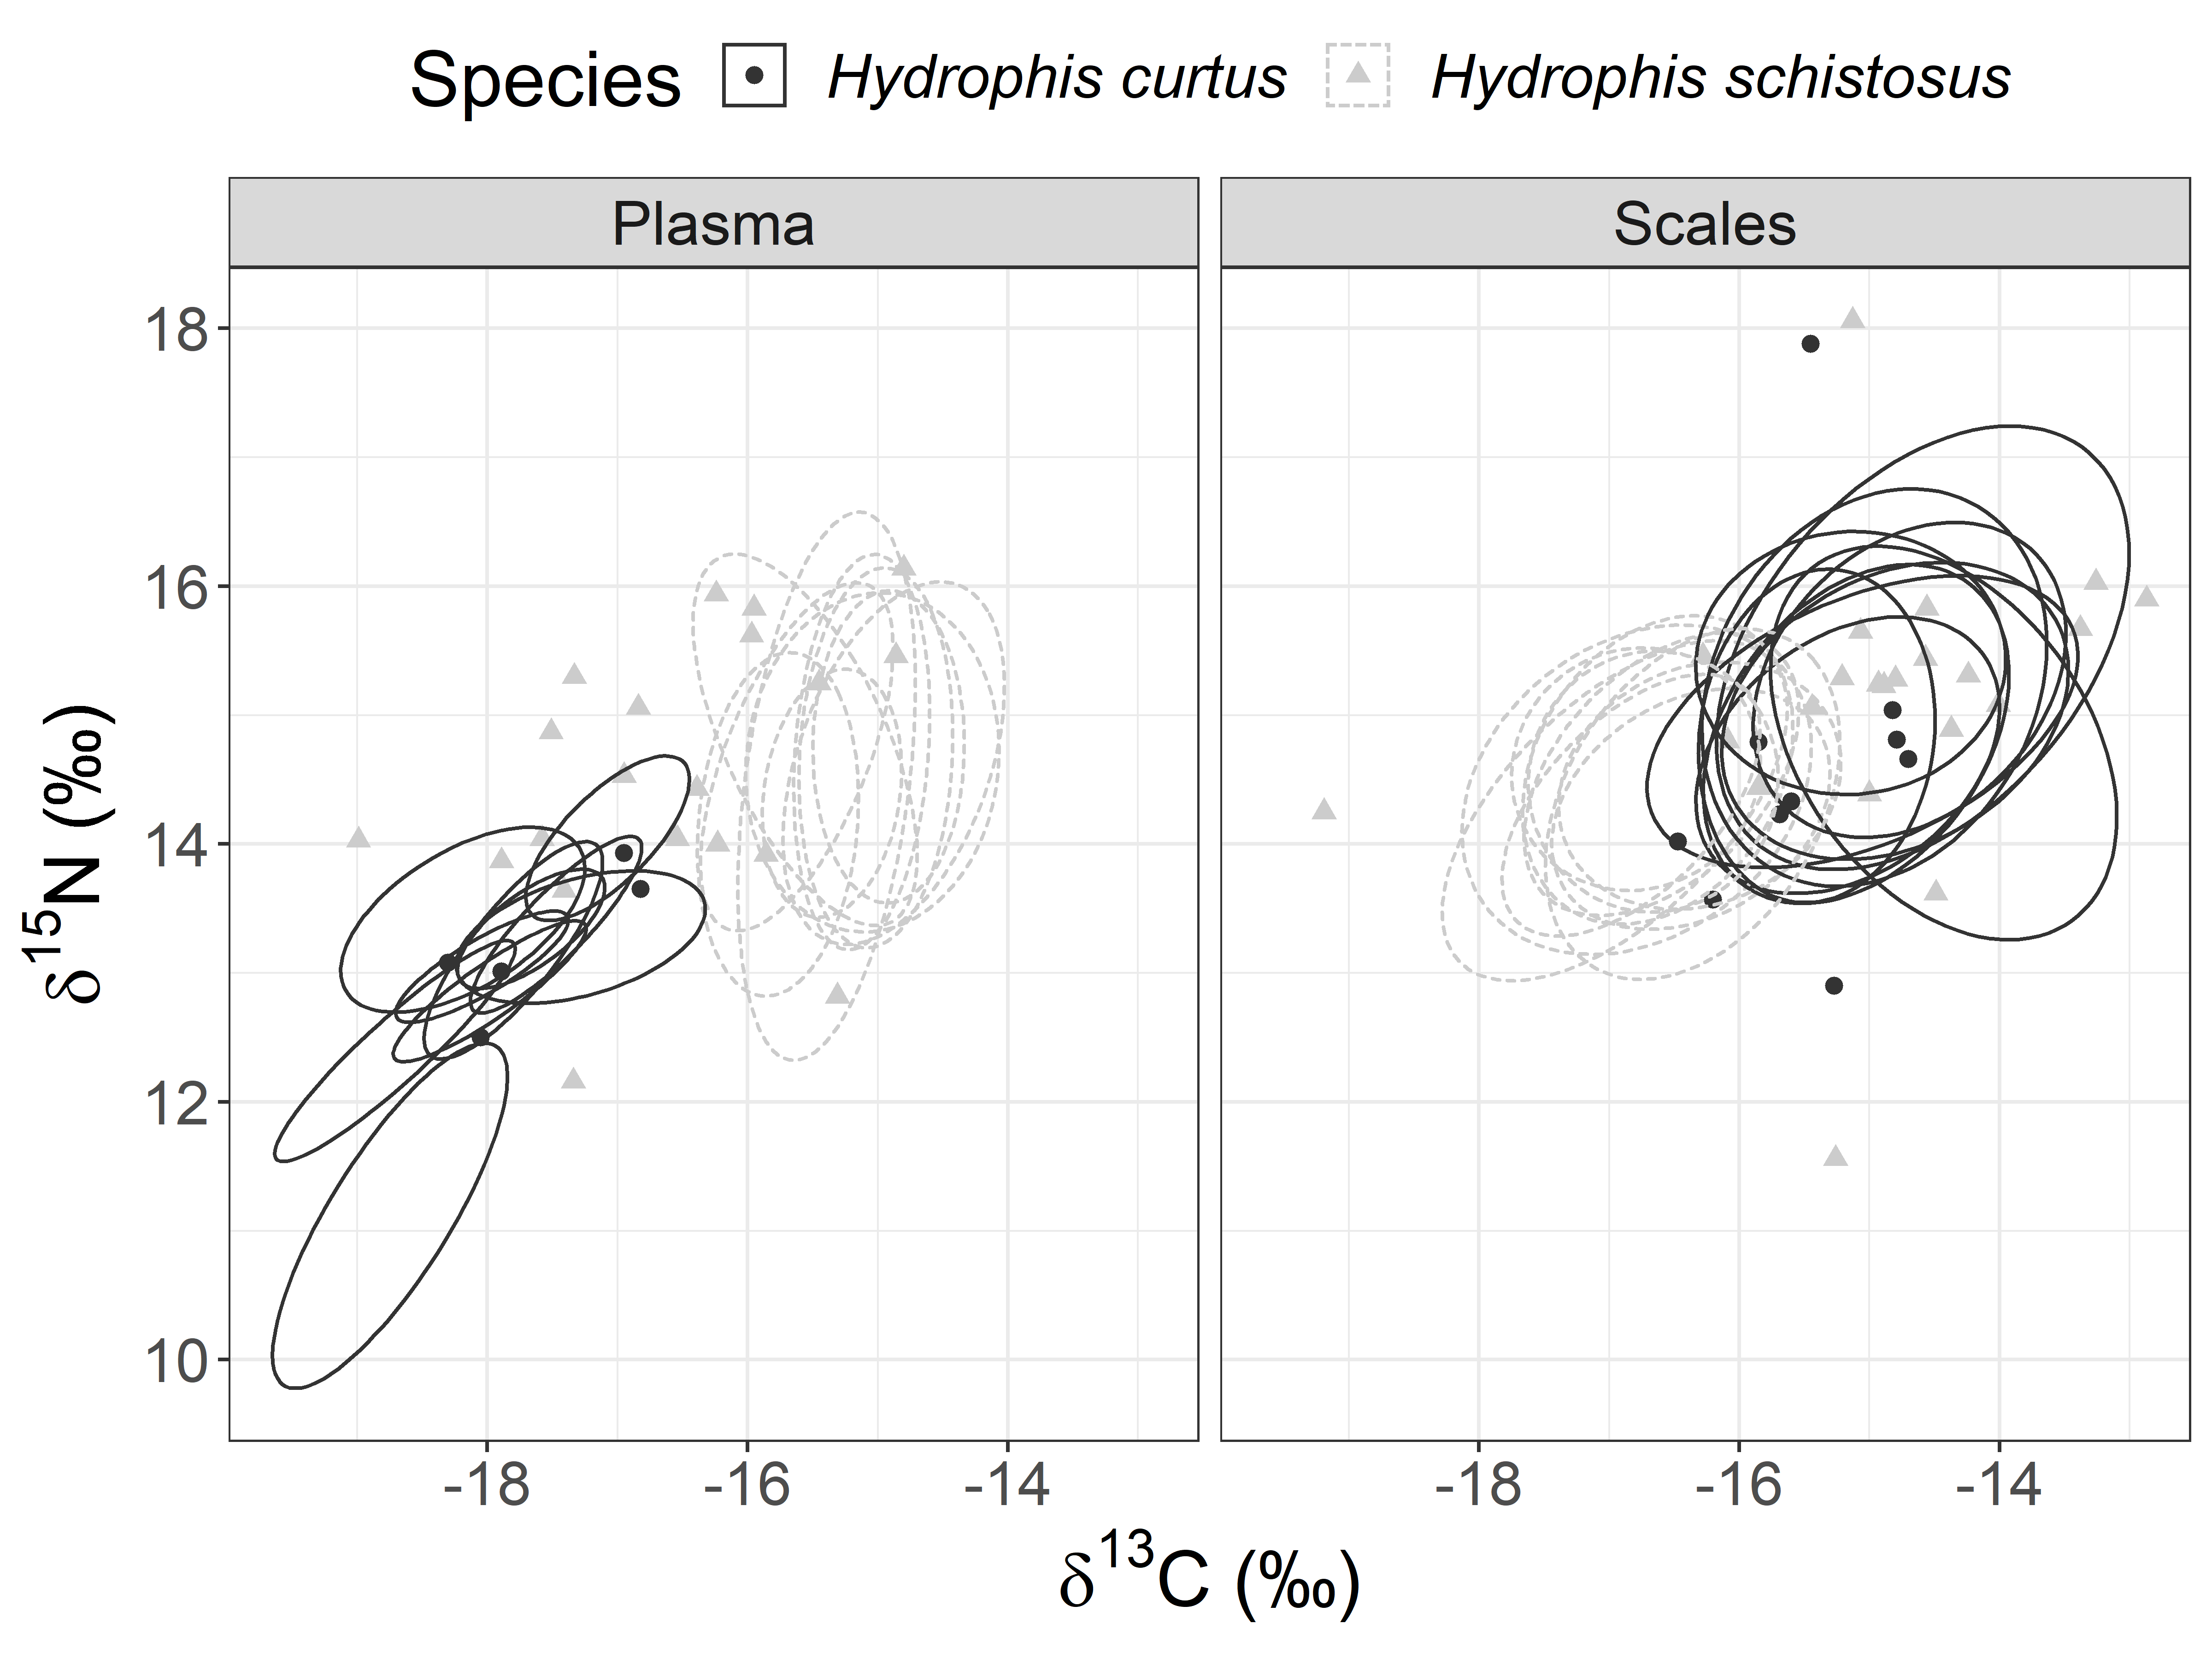 Species Hydrophis curtus Hydrophis schistosus
Plasma Scales
18
16
14
12
10
δ15N (‰)
-18 -16 -14 -18 -16 -14
δ13C (‰)